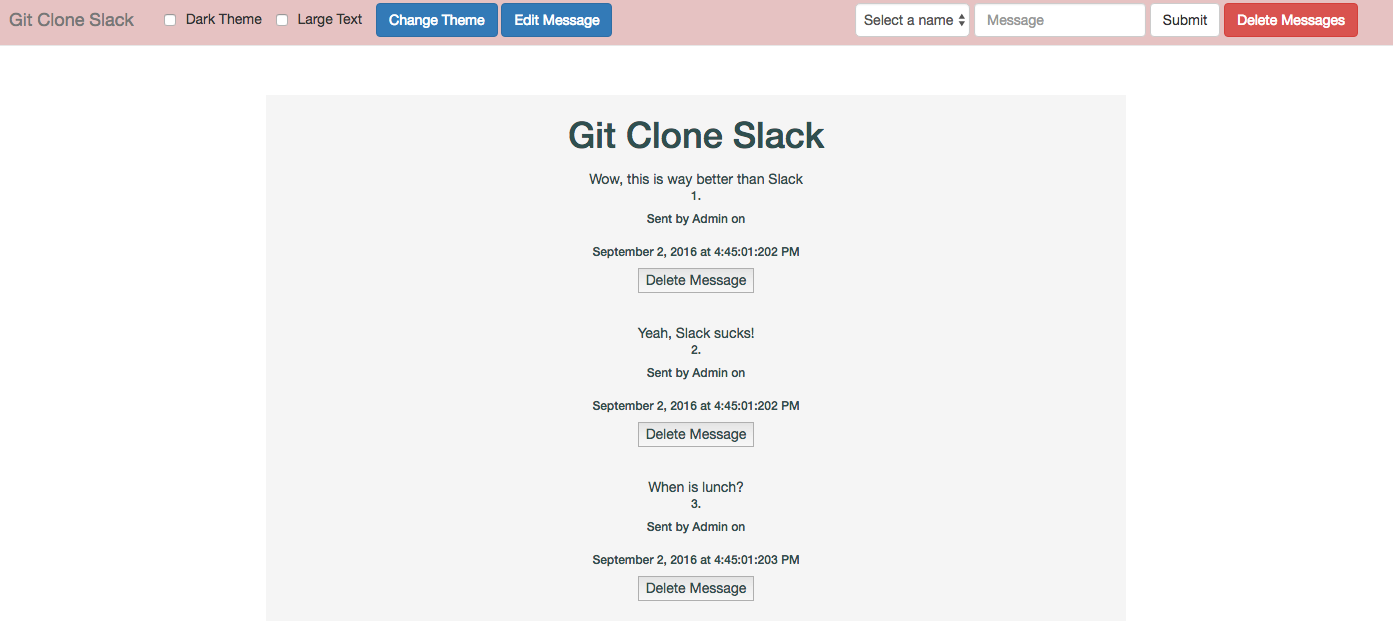 Git Clone Slack Dark Theme Large Text Change Theme Edit Message Select a name Message Submit Delete Messages
Git Clone Slack
Wow, this is way better than Slack
1.
Sent by Admin on
September 2, 2016 at 4:45:01:202 PM
Delete Message
Yeah, Slack sucks!
2.
Sent by Admin on
September 2, 2016 at 4:45:01:202 PM
Delete Message
When is lunch?
3.
Sent by Admin on
September 2, 2016 at 4:45:01:203 PM
Delete Message